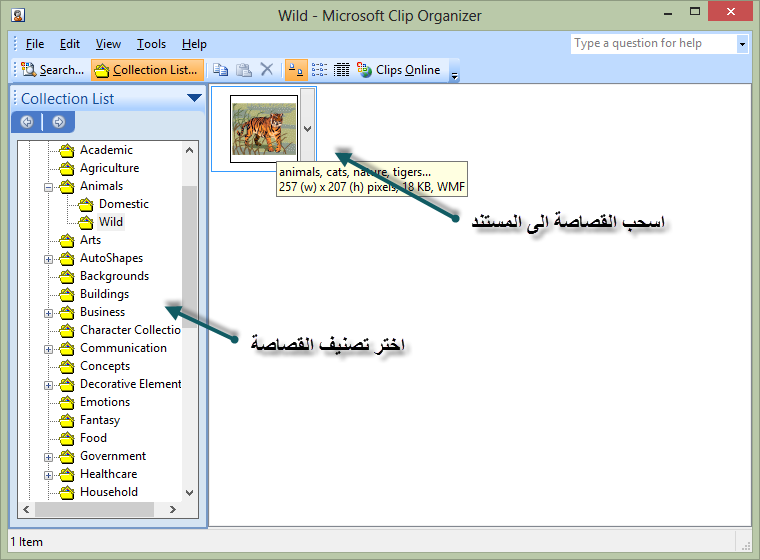 Wild - Microsoft Clip Organizer
File Edit View Tools Help
Type a question for help
Search... Collection List... Clips Online
Collection List
Academic
Agriculture
Animals
Domestic
Wild
Arts
AutoShapes
Backgrounds
Buildings
Business
Character Collectio
Communication
Concepts
Decorative Element
Emotions
Fantasy
Food
Government
Healthcare
Household
animals, cats, nature, tigers...
257 (w) x 207 (h) pixels, 18 KB, WMF
اسحب القصاصة الى المستند
اختر تصنيف القصاصة
1 Item